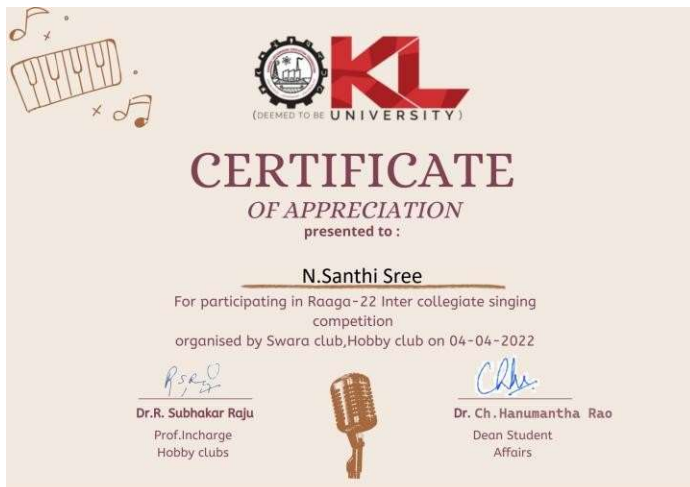 KL
(DEEMED TO BE UNIVERSITY)
CERTIFICATE
OF APPRECIATION
presented to :
N.Santhi Sree
For participating in Raaga-22 Inter collegiate singing
competition
organised by Swara club,Hobby club on 04-04-2022
Dr.R. Subhakar Raju
Prof.Incharge
Hobby clubs
Dr. Ch.Hanumantha Rao
Dean Student
Affairs